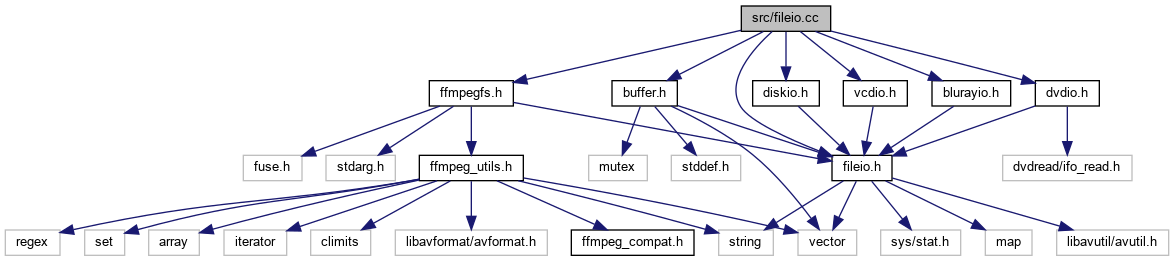 src/fileio.cc
ffmpegfs.h
buffer.h
diskio.h
vcdio.h
blurayio.h
dvdio.h
fuse.h
stdarg.h
ffmpeg_utils.h
mutex
stddef.h
fileio.h
dvdread/ifo_read.h
regex
set
array
iterator
climits
libavformat/avformat.h
ffmpeg_compat.h
string
vector
sys/stat.h
map
libavutil/avutil.h